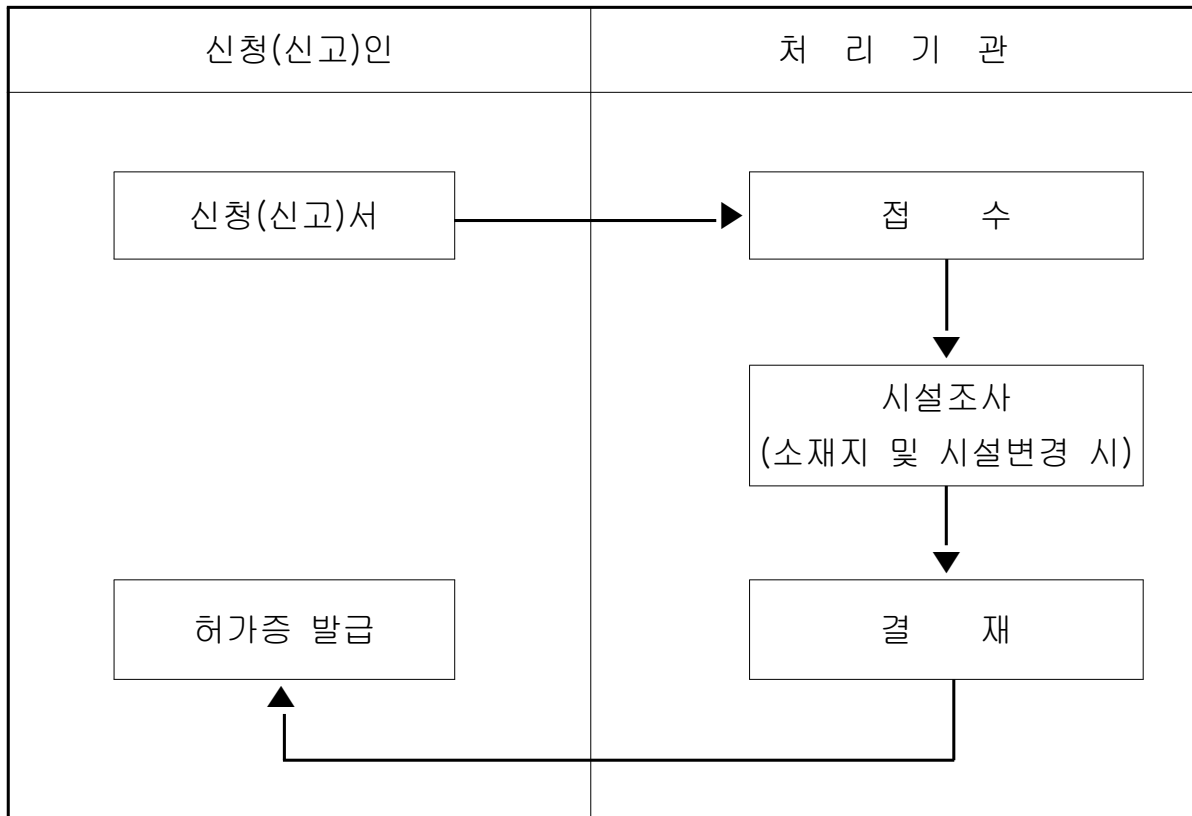 신청(신고)인
처 리 기 관
신청(신고)서
접 수
시설조사
(소재지 및 시설변경 시)
허가증 발급
결 재